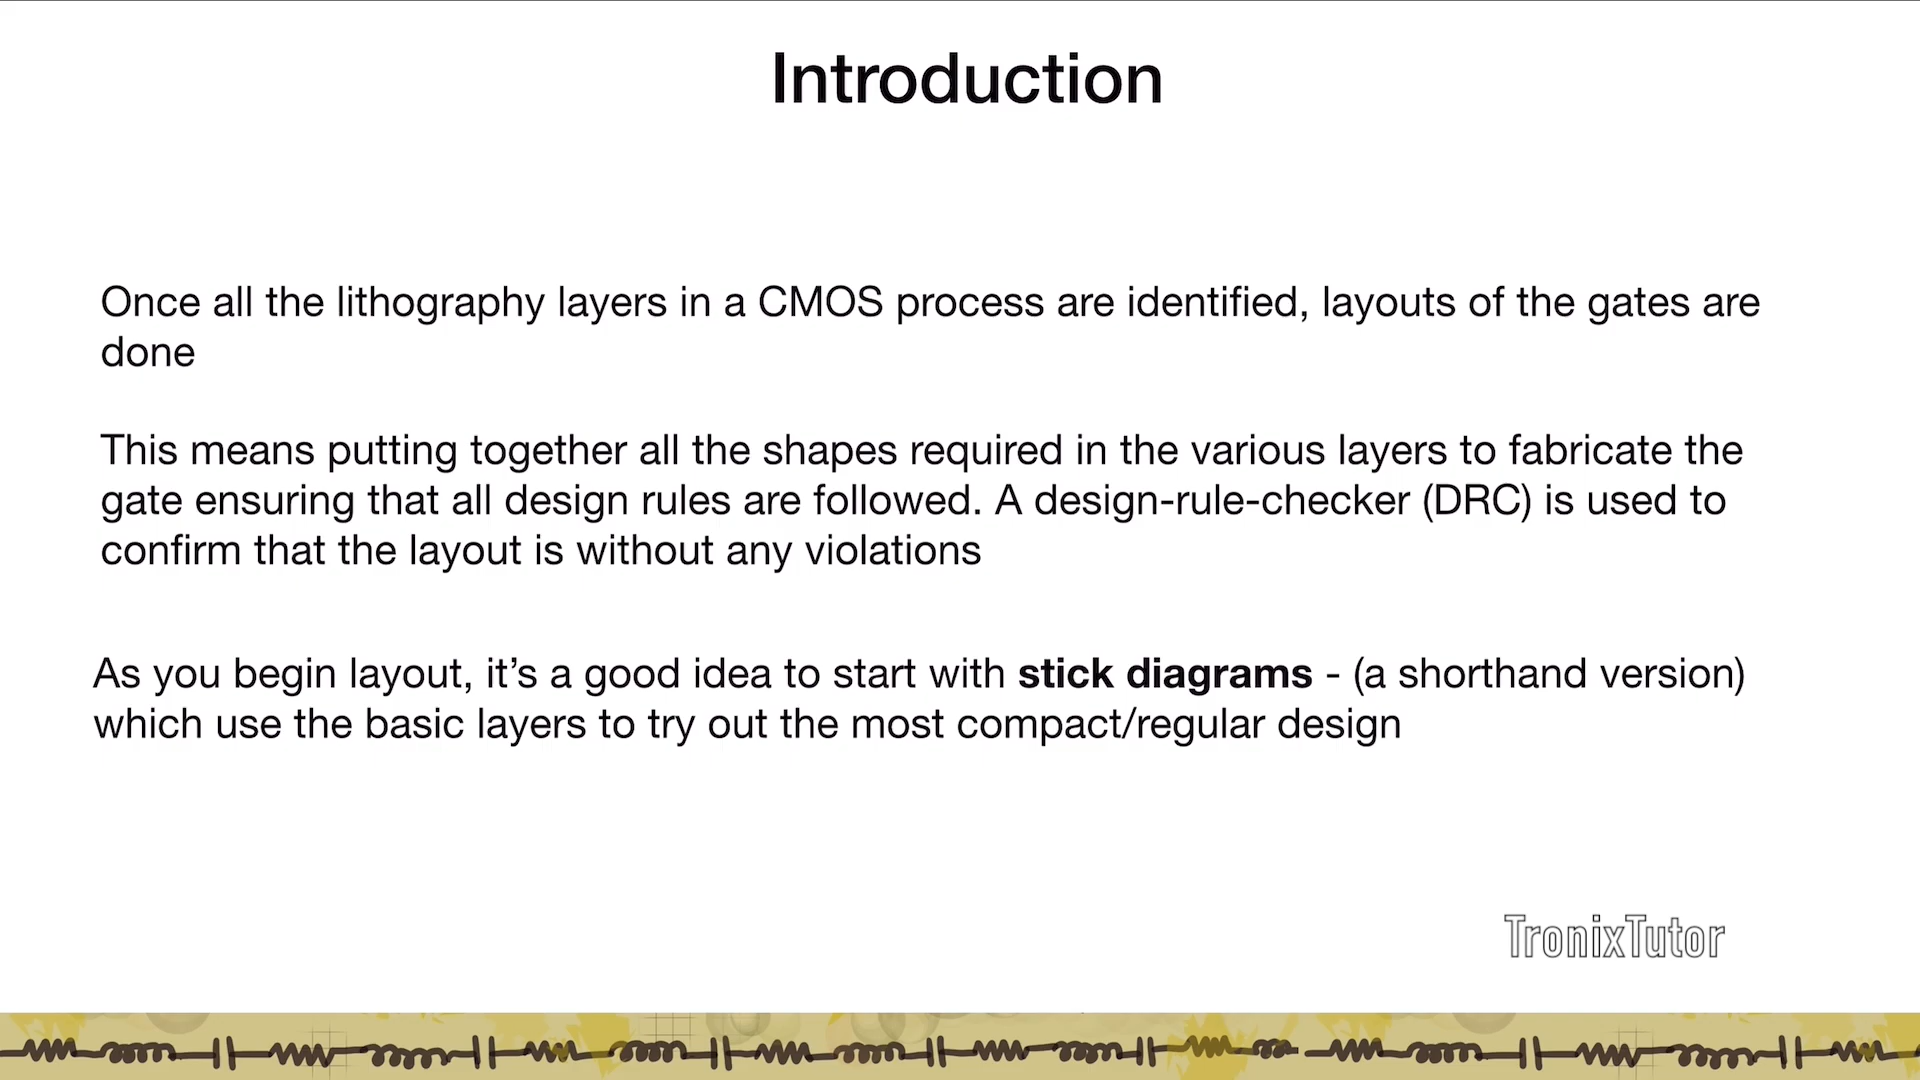 Introduction
Once all the lithography layers in a CMOS process are identified, layouts of the gates are
done
This means putting together all the shapes required in the various layers to fabricate the
gate ensuring that all design rules are followed. A design-rule-checker (DRC) is used to
confirm that the layout is without any violations
As you begin layout, it’s a good idea to start with stick diagrams - (a shorthand version)
which use the basic layers to try out the most compact/regular design
TronixTutor